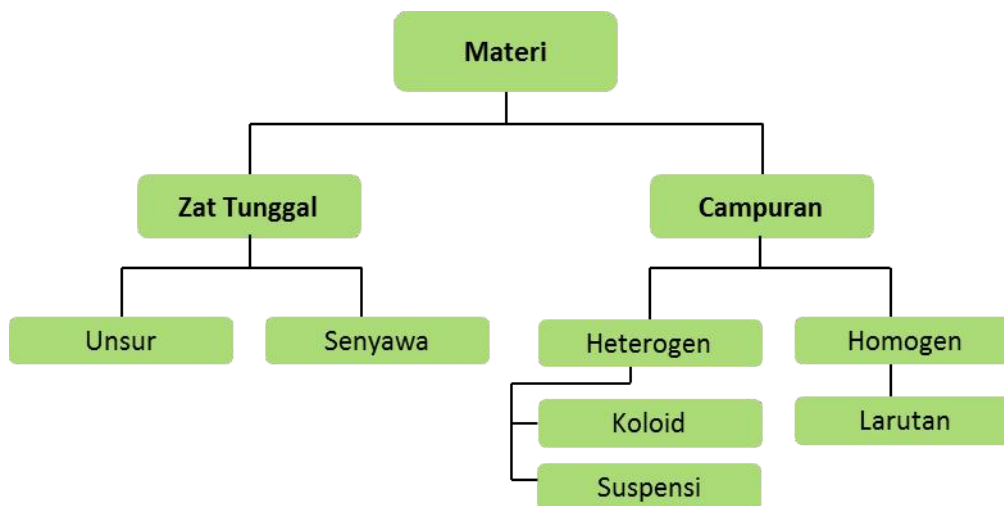 Materi
Zat Tunggal
Campuran
Unsur
Senyawa
Heterogen
Homogen
Koloid
Larutan
Suspensi